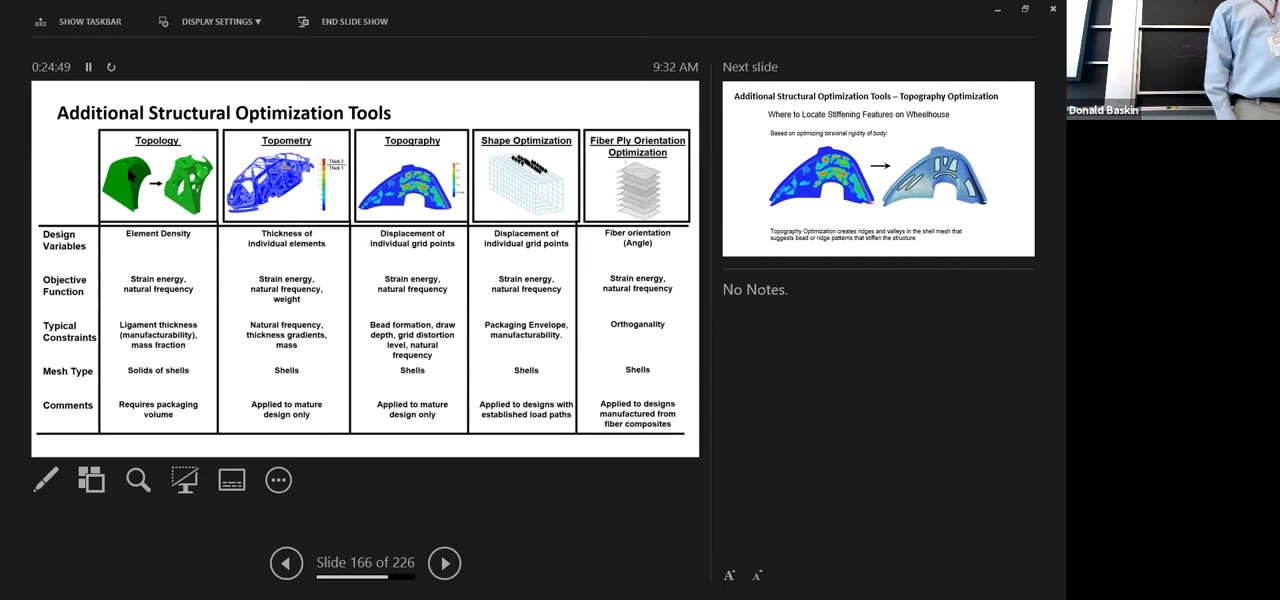 SHOW TASKBAR
DISPLAY SETTINGS ▼
END SLIDE SHOW
0:24:49
9:32 AM
Additional Structural Optimization Tools
Topology
Topometry
Topography
Shape Optimization
Fiber Ply Orientation
Optimization
Thick 2
Thick 1
Design
Variables
Element Density
Thickness of
individual elements
Displacement of
individual grid points
Displacement of
individual grid points
Fiber orientation
(Angle)
Objective
Function
Strain energy,
natural frequency
Strain energy,
natural frequency,
weight
Strain energy,
natural frequency
Strain energy,
natural frequency
Strain energy,
natural frequency
Typical
Constraints
Ligament thickness
(manufacturability),
mass fraction
Natural frequency,
thickness gradients,
mass
Bead formation, draw
depth, grid distortion
level, natural
frequency
Packaging Envelope,
manufacturability.
Orthoganality
Mesh Type
Solids of shells
Shells
Shells
Shells
Shells
Comments
Requires packaging
volume
Applied to mature
design only
Applied to mature
design only
Applied to designs with
established load paths
Applied to designs
manufactured from
fiber composites
Slide 166 of 226
Next slide
Additional Structural Optimization Tools – Topography Optimization
Where to Locate Stiffening Features on Wheelhouse
Based on optimizing torsional rigidity of body:
Topography Optimization creates ridges and valleys in the shell mesh that
suggests bead or ridge patterns that stiffen the structure.
No Notes.
A A
Donald Baskin